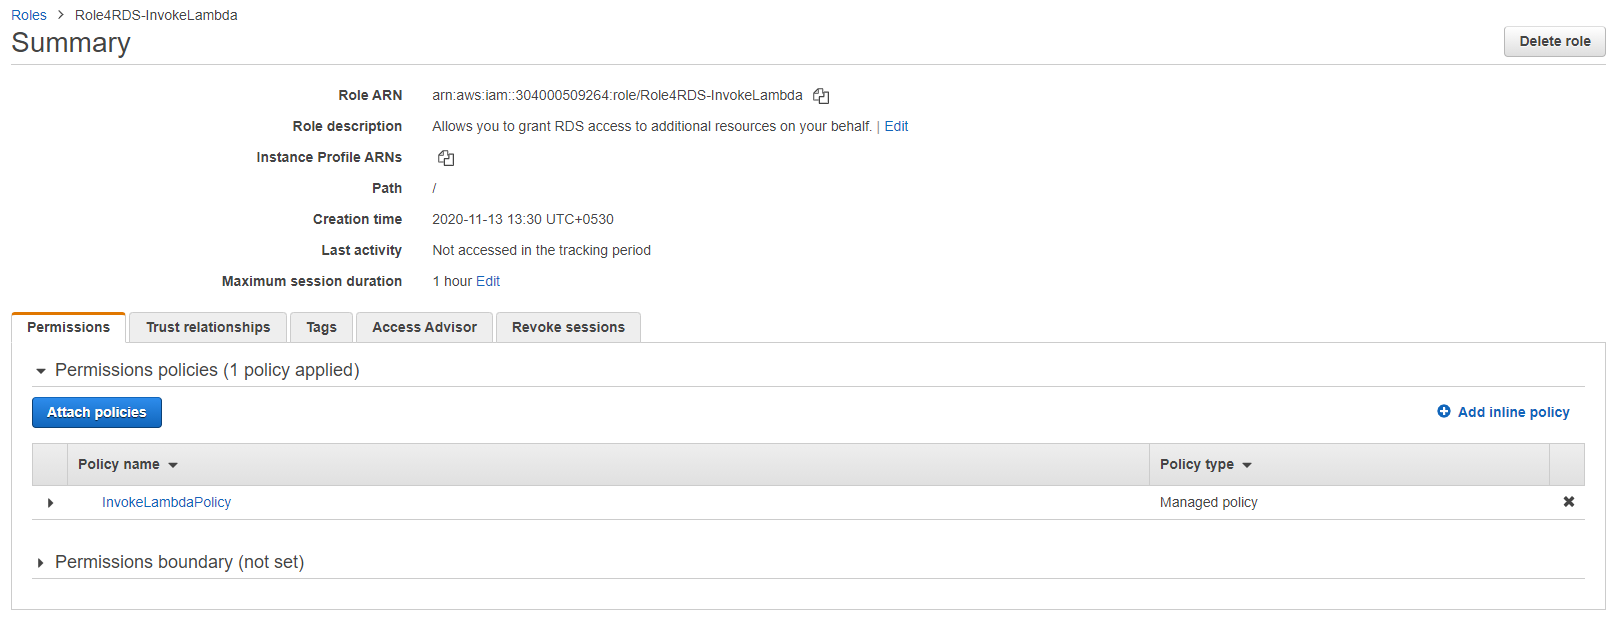 Roles > Role4RDS-InvokeLambda
Summary
Delete role
Role ARN arn:aws:iam::304000509264:role/Role4RDS-InvokeLambda
Role description Allows you to grant RDS access to additional resources on your behalf. | Edit
Instance Profile ARNs
Path /
Creation time 2020-11-13 13:30 UTC+0530
Last activity Not accessed in the tracking period
Maximum session duration 1 hour Edit
Permissions Trust relationships Tags Access Advisor Revoke sessions
Permissions policies (1 policy applied)
Attach policies Add inline policy
Policy name Policy type
InvokeLambdaPolicy Managed policy
Permissions boundary (not set)